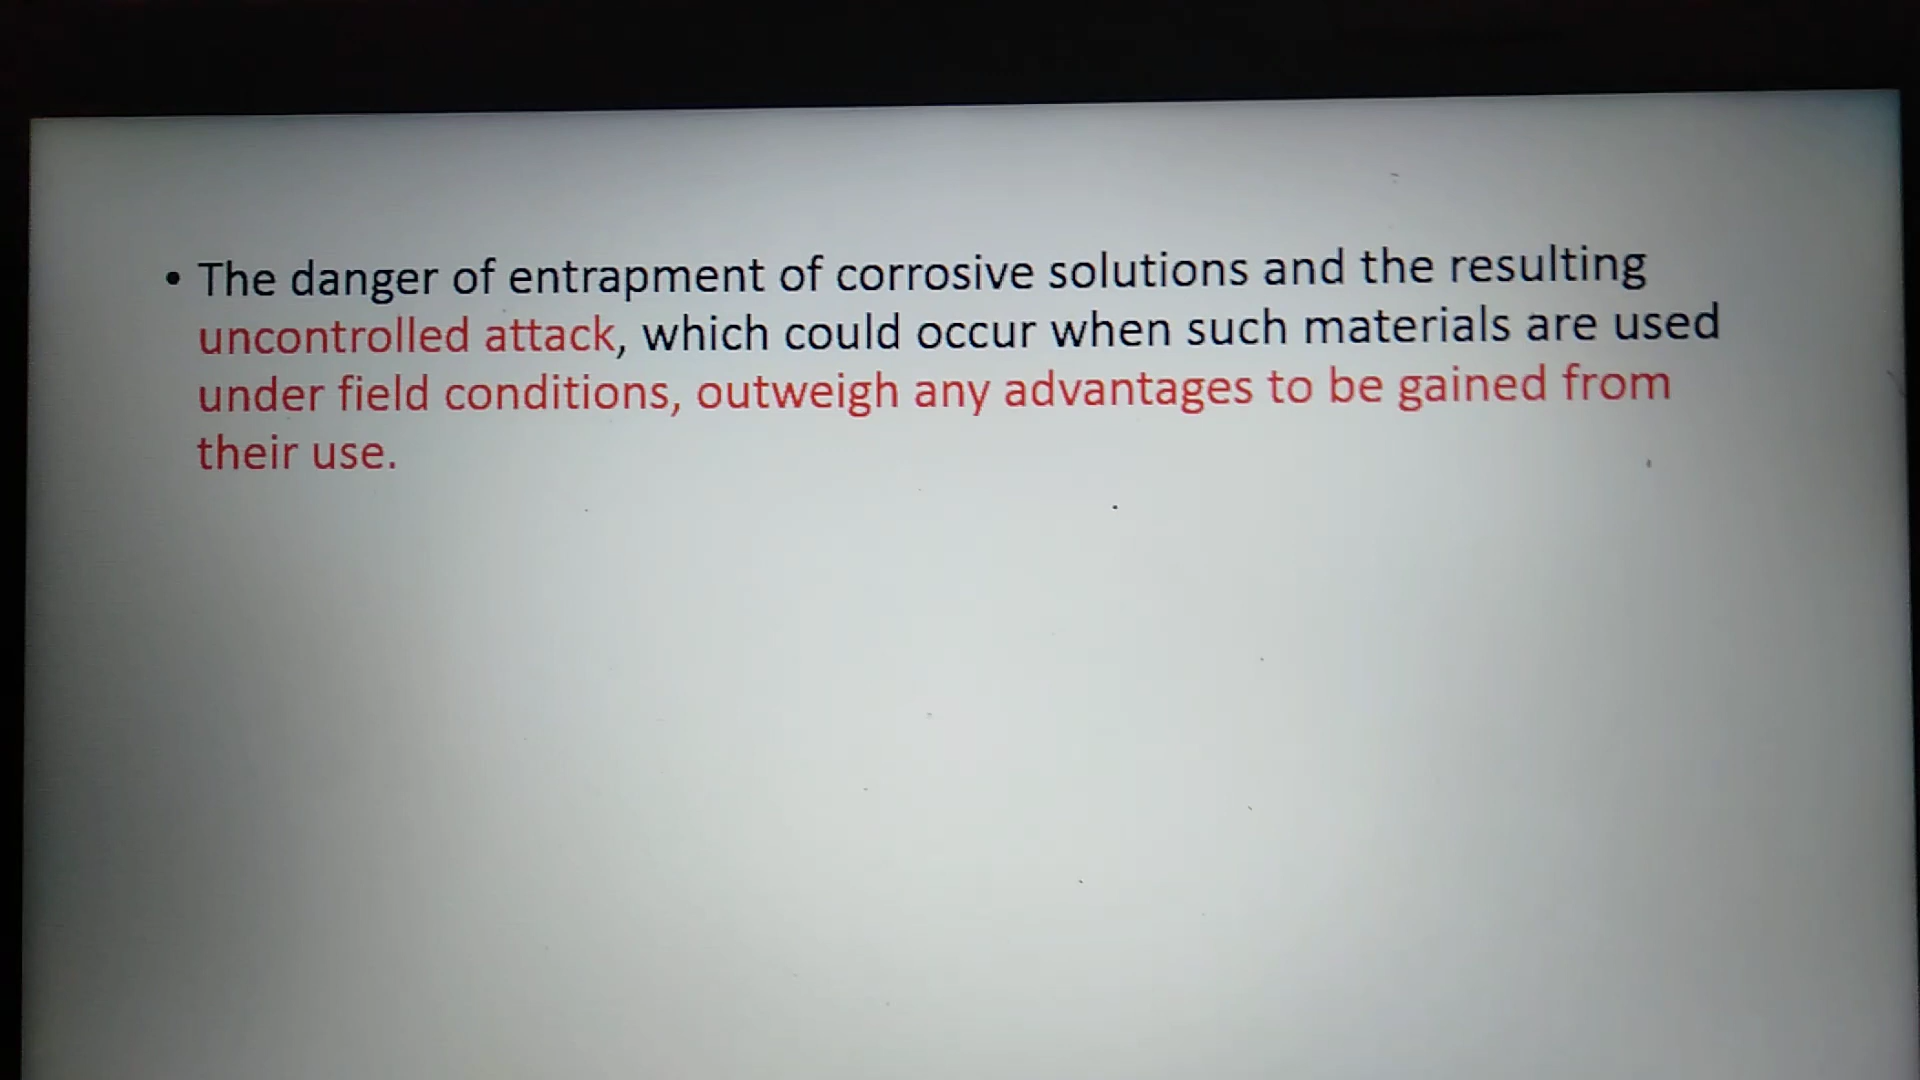 • The danger of entrapment of corrosive solutions and the resulting
uncontrolled attack, which could occur when such materials are used
under field conditions, outweigh any advantages to be gained from
their use.